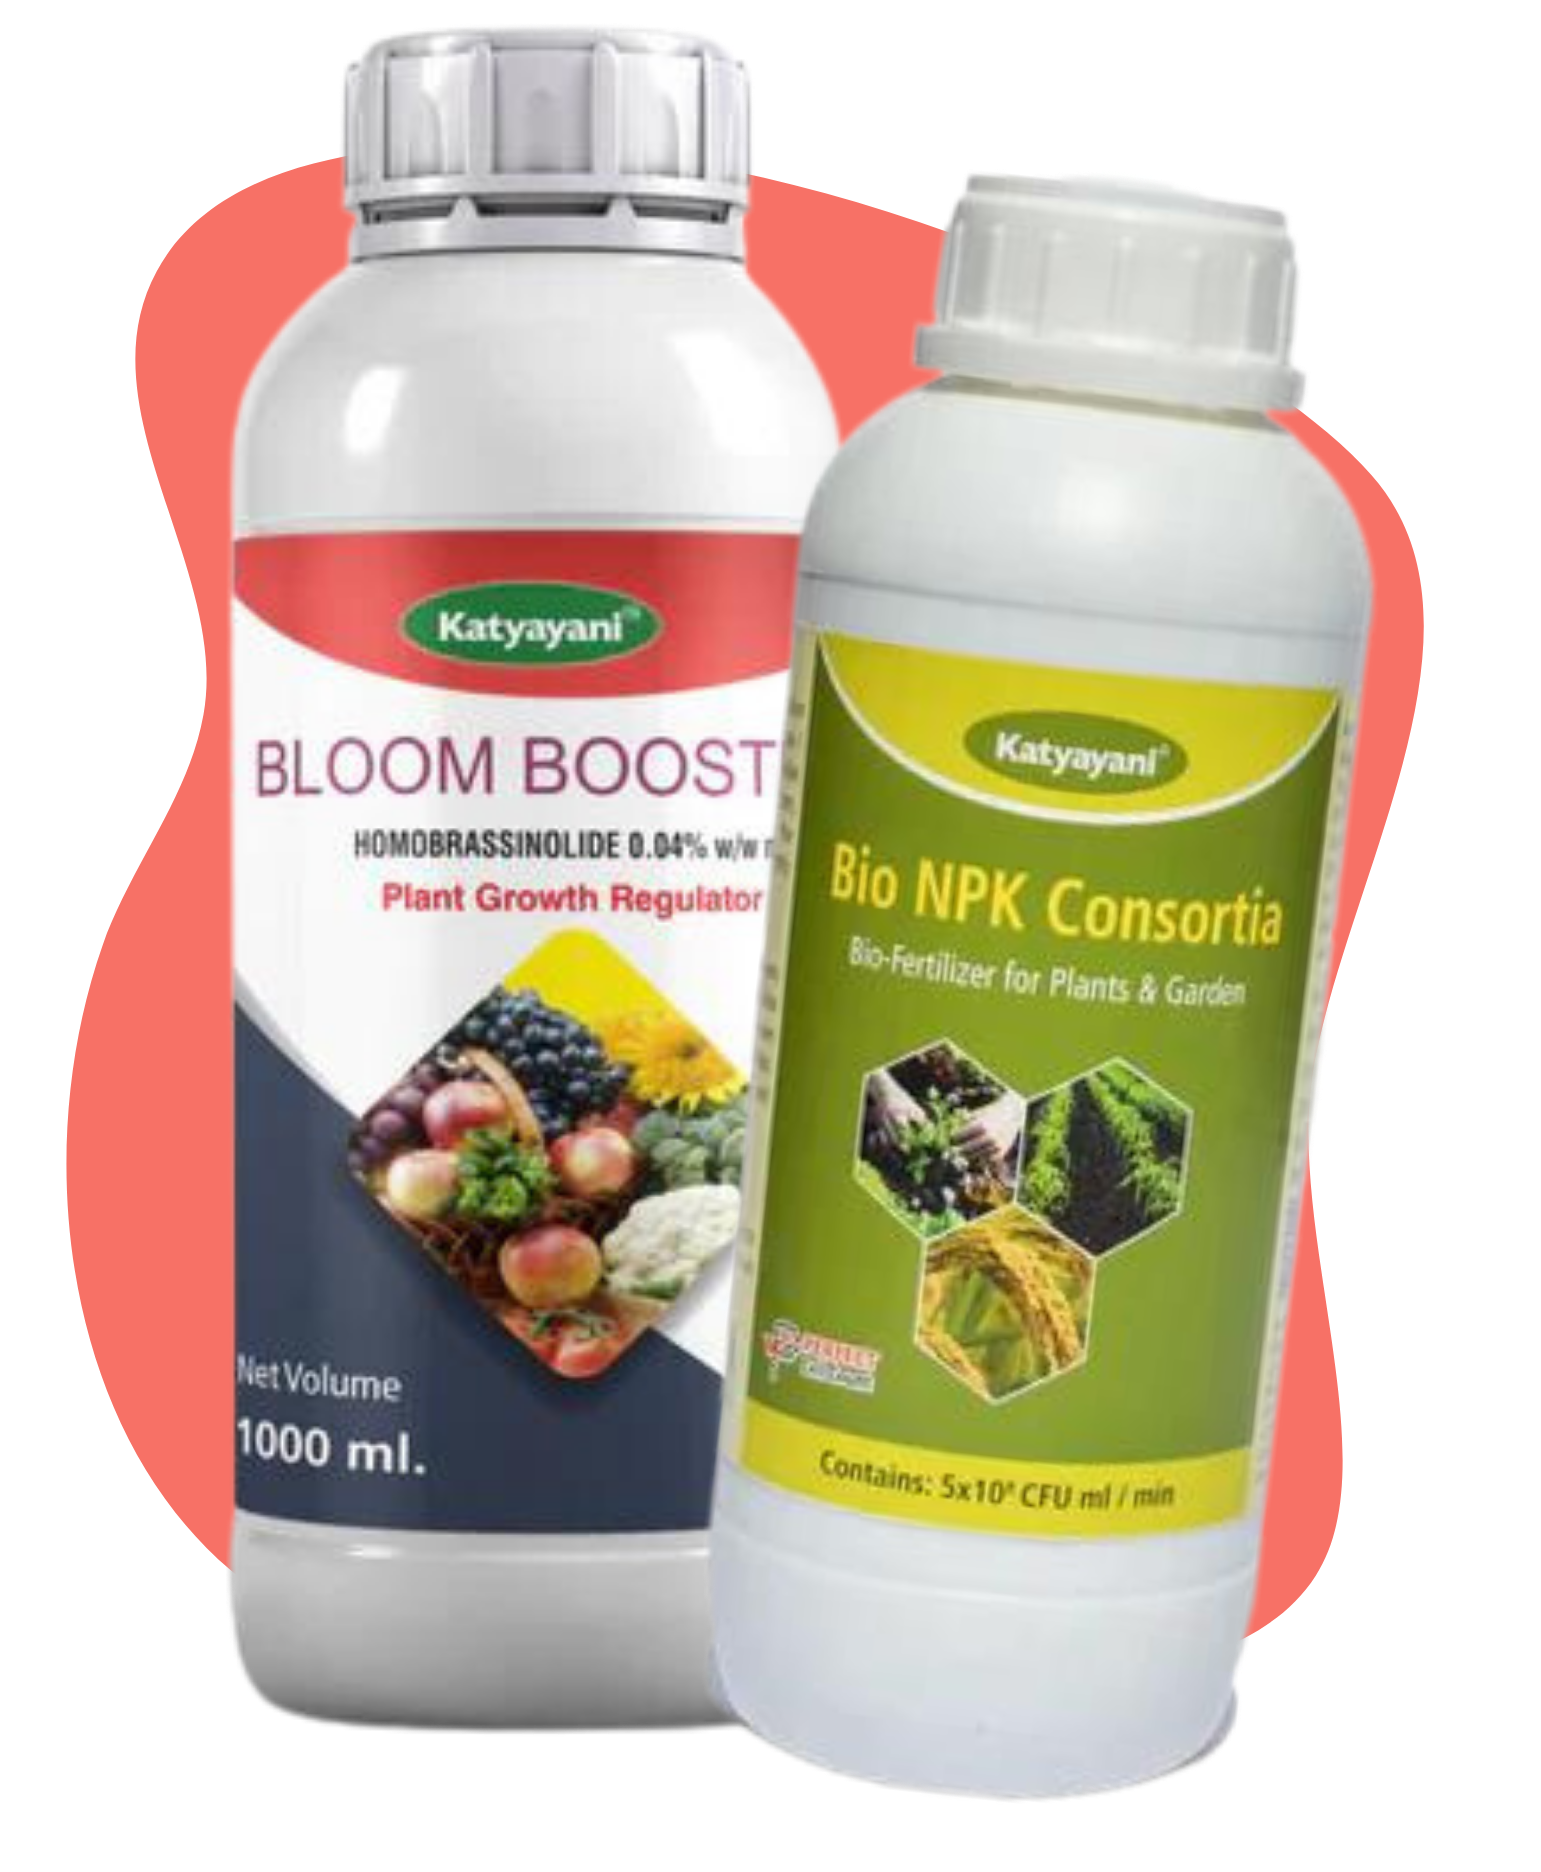 Katyayani
BLOOM BOOST
HOMOBRASSINOLIDE 0.04% w/w
Plant Growth Regulator
Net Volume
1000 ml.
Katyayani®
Bio NPK Consortia
Bio-Fertilizer for Plants & Garden
PERFECT
Contains: 5x10⁸ CFU ml / min